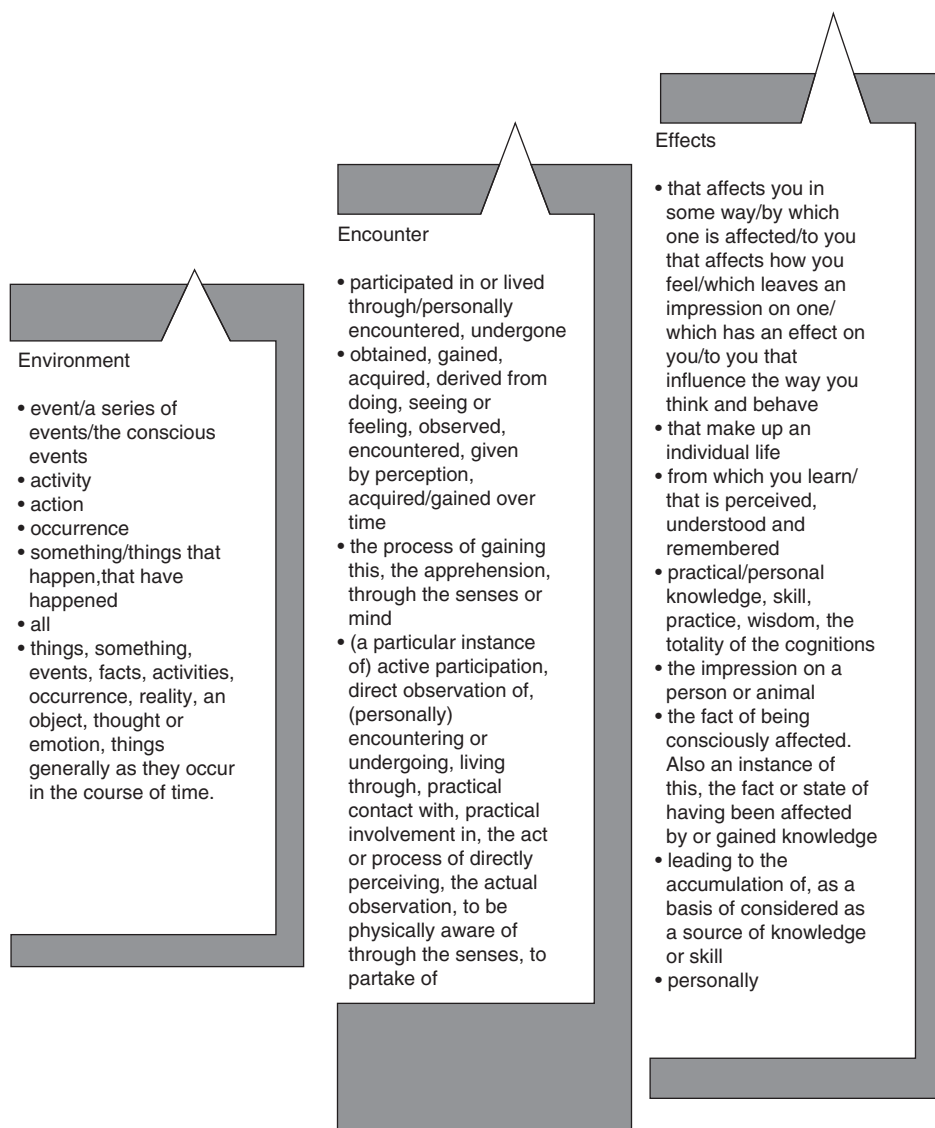 Environment
• event/a series of
events/the conscious
events
• activity
• action
• occurrence
• something/things that
happen,that have
happened
• all
• things, something,
events, facts, activities,
occurrence, reality, an
object, thought or
emotion, things
generally as they occur
in the course of time.
Encounter
• participated in or lived
through/personally
encountered, undergone
• obtained, gained,
acquired, derived from
doing, seeing or
feeling, observed,
encountered, given
by perception,
acquired/gained over
time
• the process of gaining
this, the apprehension,
through the senses or
mind
• (a particular instance
of) active participation,
direct observation of,
(personally)
encountering or
undergoing, living
through, practical
contact with, practical
involvement in, the act
or process of directly
perceiving, the actual
observation, to be
physically aware of
through the senses, to
partake of
Effects
• that affects you in
some way/by which
one is affected/to you
that affects how you
feel/which leaves an
impression on one/
which has an effect on
you/to you that
influence the way you
think and behave
• that make up an
individual life
• from which you learn/
that is perceived,
understood and
remembered
• practical/personal
knowledge, skill,
practice, wisdom, the
totality of the cognitions
• the impression on a
person or animal
• the fact of being
consciously affected.
Also an instance of
this, the fact or state of
having been affected
by or gained knowledge
• leading to the
accumulation of, as a
basis of considered as
a source of knowledge
or skill
• personally